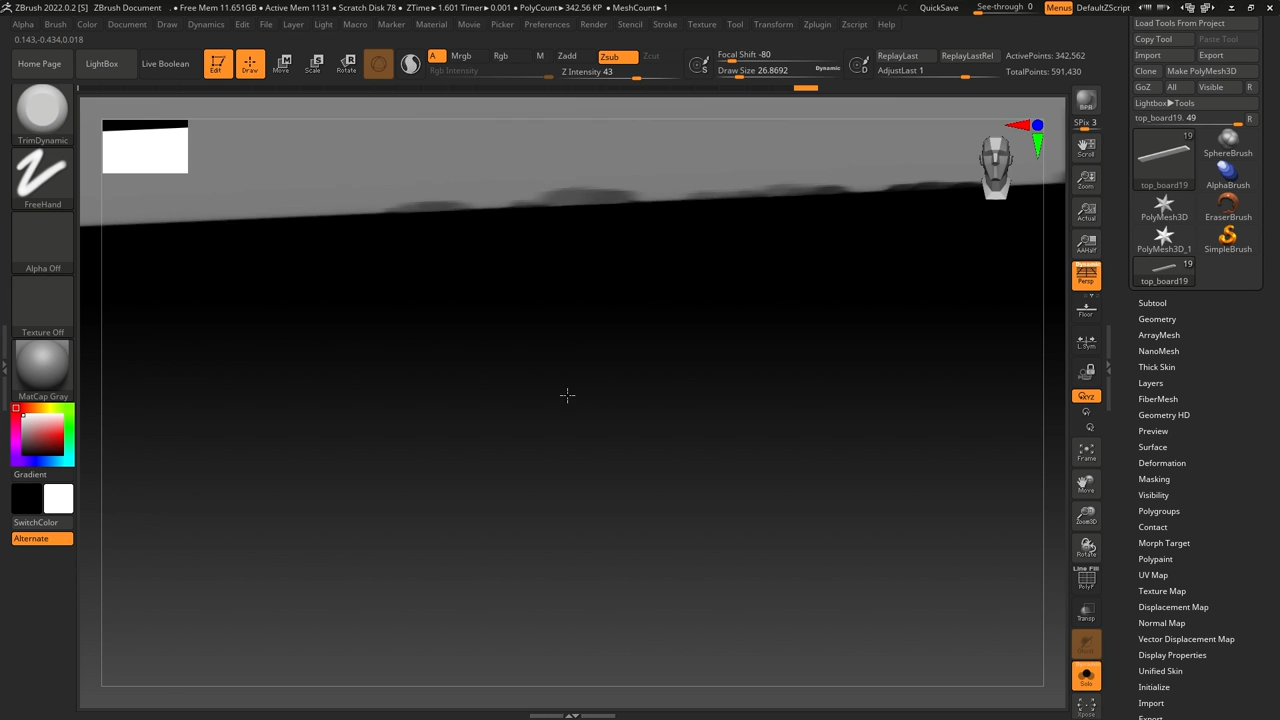 ZBrush 2022.0.2 [S] ZBrush Document . ● Free Mem 11.651GB ● Active Mem 1131 ● Scratch Disk 78 ● ZTime▶1.601 Timer▶0.001 ● PolyCount▶342.56 KP ● MeshCount▶1 AC QuickSave See-through 0 Menus DefaultZScript
Alpha Brush Color Document Draw Dynamics Edit File Layer Light Macro Marker Material Movie Picker Preferences Render Stencil Stroke Texture Tool Transform Zplugin Zscript Help
0.143,-0.434,0.018
Home Page LightBox Live Boolean Edit Draw Move Scale Rotate A Mrgb Rgb M Zadd Zsub Zcut
Rgb Intensity Z Intensity 43
S Focal Shift -80
Draw Size 26.8692 Dynamic
D ReplayLast ReplayLastRel ActivePoints: 342,562
AdjustLast 1 TotalPoints: 591,430
TrimDynamic
FreeHand
Alpha Off
Texture Off
MatCap Gray
Gradient
SwitchColor
Alternate
BPR
SPix 3
Scroll
Zoom
Actual
AAHalf
Dynamic
Persp
Floor
L.Sym
XYZ
Frame
Move
Zoom3D
Rotate
Line Fill
PolyF
Transp
Ghost
Dynamic
Solo
Xpose
Load Tools From Project
Copy Tool Paste Tool
Import Export
Clone Make PolyMesh3D
GoZ All Visible R
Lightbox▶Tools
top_board19. 49 R
19
top_board19 SphereBrush
AlphaBrush
PolyMesh3D EraserBrush
PolyMesh3D_1 SimpleBrush
19
top_board19
Subtool
Geometry
ArrayMesh
NanoMesh
Thick Skin
Layers
FiberMesh
Geometry HD
Preview
Surface
Deformation
Masking
Visibility
Polygroups
Contact
Morph Target
Polypaint
UV Map
Texture Map
Displacement Map
Normal Map
Vector Displacement Map
Display Properties
Unified Skin
Initialize
Import
Export